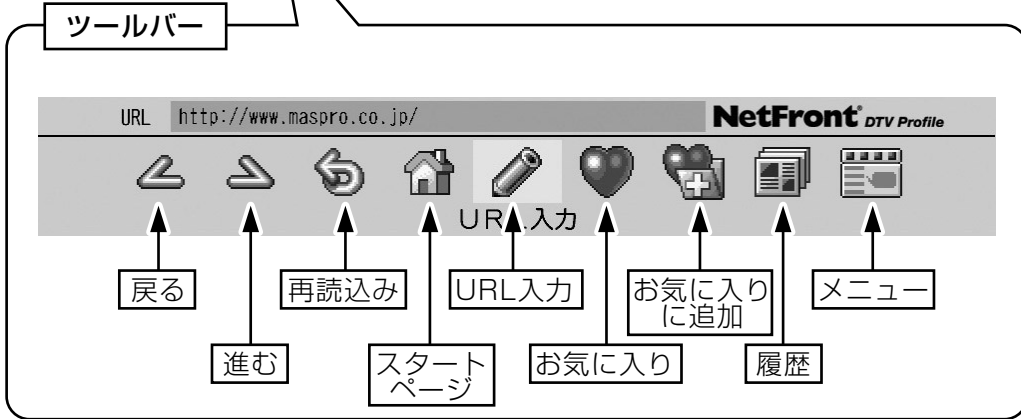 ツールバー
URL http://www.maspro.co.jp/ NetFront® DTV Profile
URL入力
戻る
再読込み
URL入力
お気に入り
に追加
メニュー
進む
スタート
ページ
お気に入り
履歴